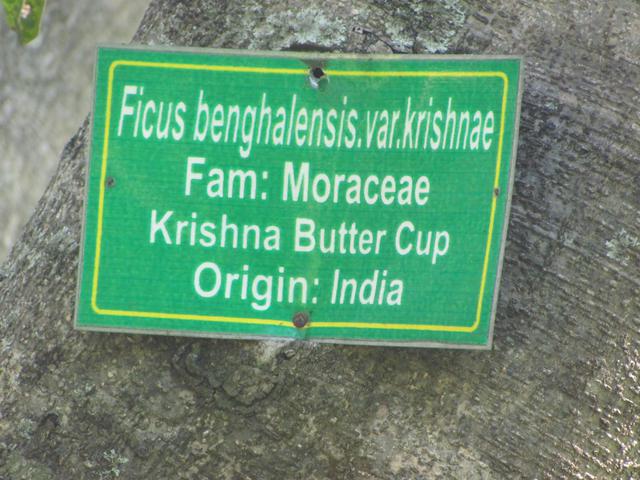 Ficus benghalensis.var.krishnae
Fam: Moraceae
Krishna Butter Cup
Origin: India